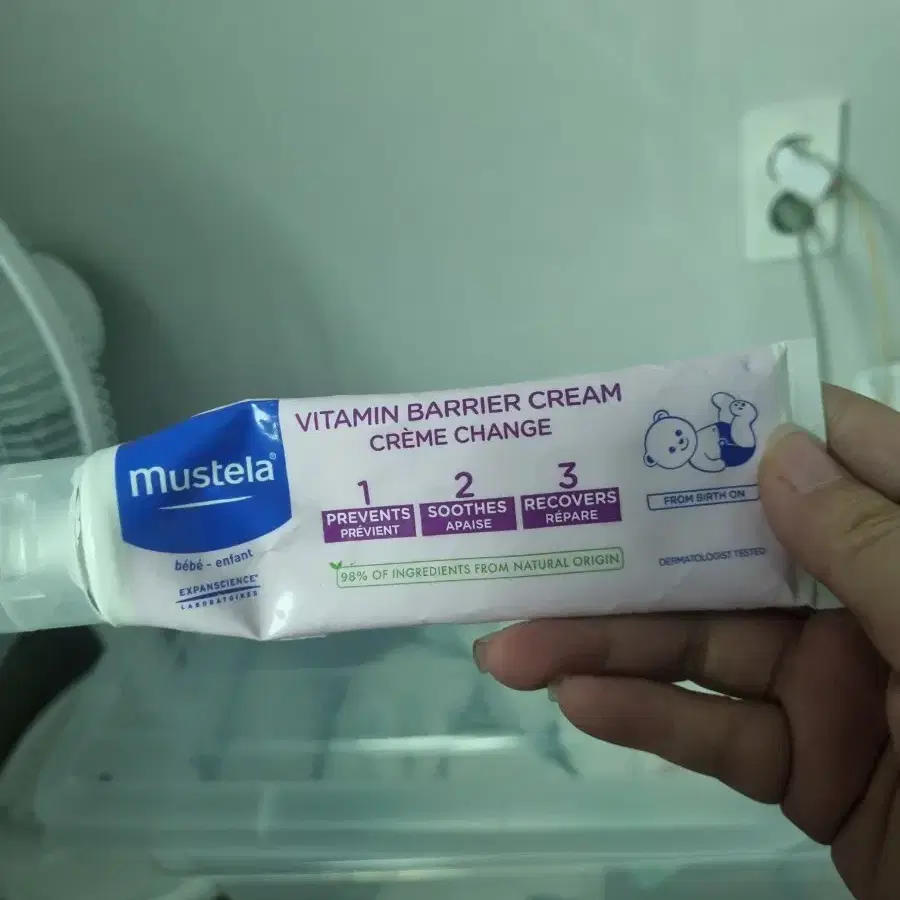 mustela®
bébé - enfant
EXPANSCIENCE®
LABORATOIRES
VITAMIN BARRIER CREAM
CRÈME CHANGE
1
PREVENTS
PRÉVIENT
2
SOOTHES
APAISE
3
RECOVERS
RÉPARE
98% OF INGREDIENTS FROM NATURAL ORIGIN
FROM BIRTH ON
DERMATOLOGIST TESTED